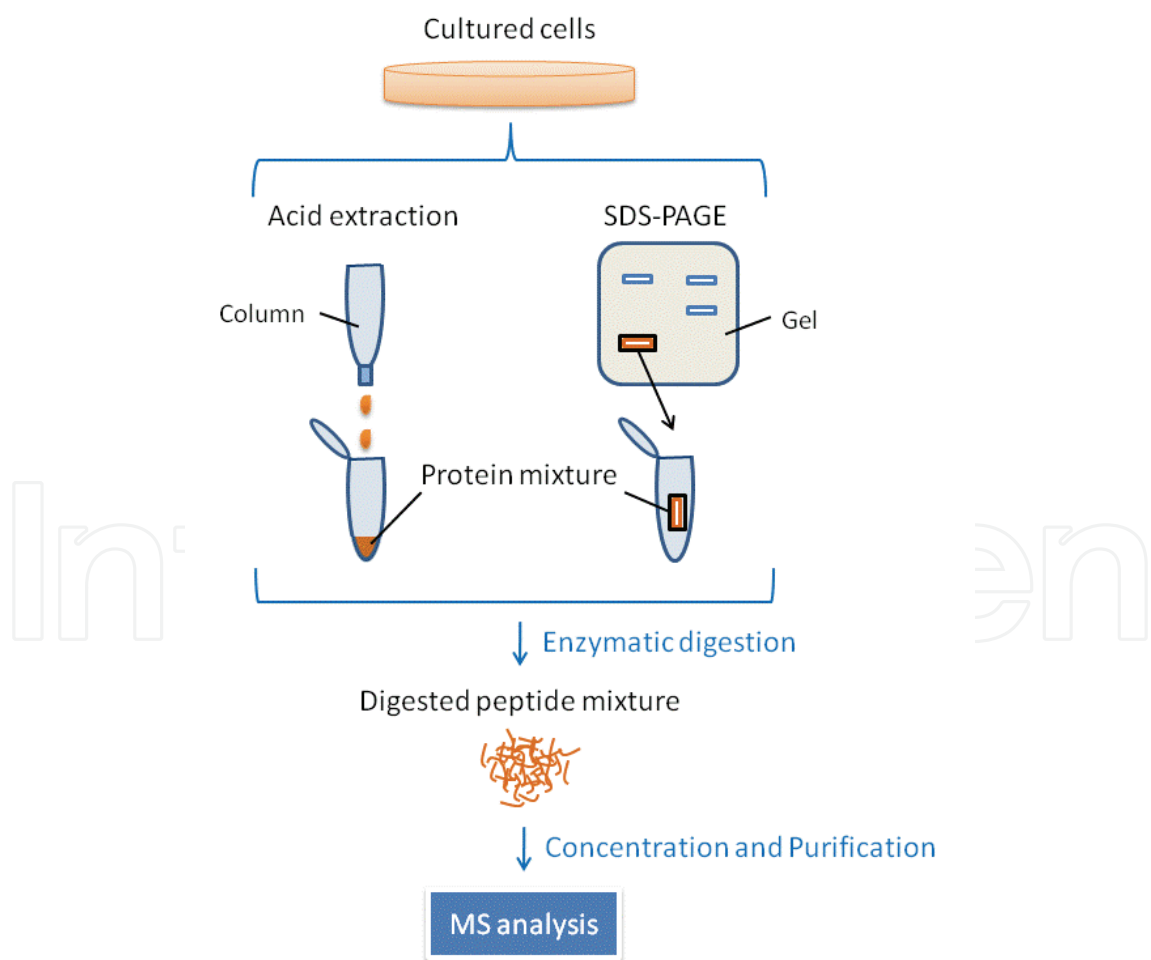 Cultured cells
Acid extraction
SDS-PAGE
Column
Gel
Protein mixture
Enzymatic digestion
Digested peptide mixture
Concentration and Purification
MS analysis